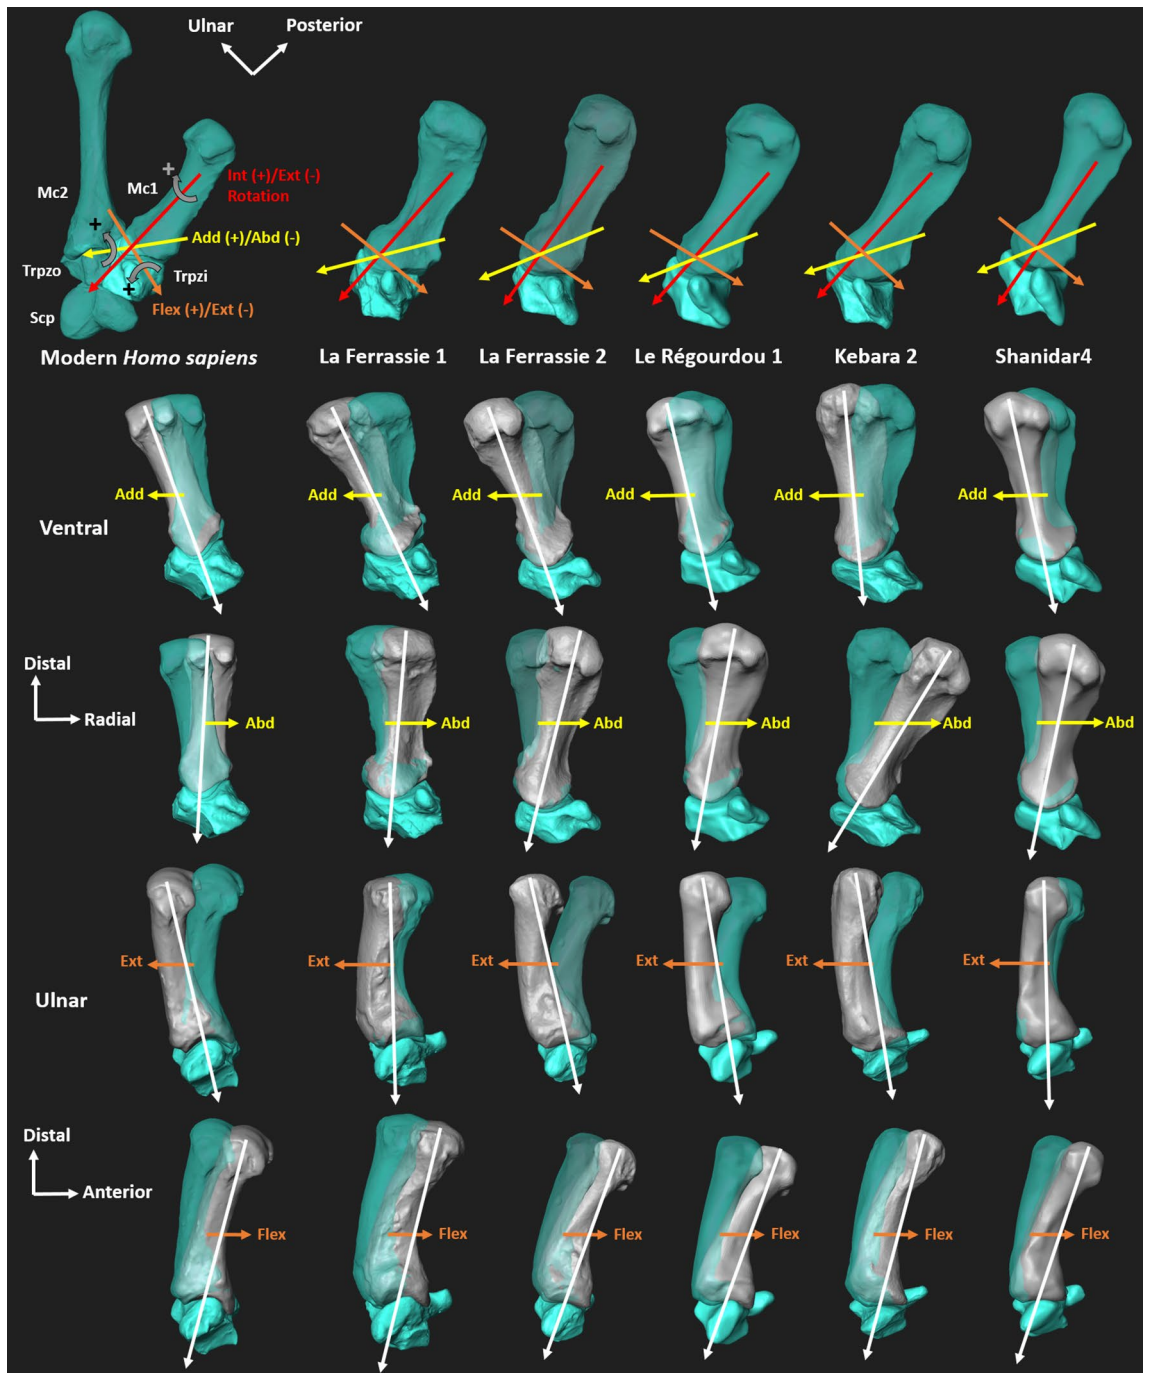 Ulnar
Posterior
+
Mc2
Mc1
Int (+)/Ext (-)
Rotation
+
Add (+)/Abd (-)
Trpzo
Trpzi
+
Flex (+)/Ext (-)
Scp
Modern Homo sapiens
La Ferrassie 1
La Ferrassie 2
Le Régourdou 1
Kebara 2
Shanidar4
Add
Add
Add
Add
Add
Add
Ventral
Distal
Radial
Abd
Abd
Abd
Abd
Abd
Abd
Ext
Ext
Ext
Ext
Ext
Ext
Ulnar
Distal
Anterior
Flex
Flex
Flex
Flex
Flex
Flex